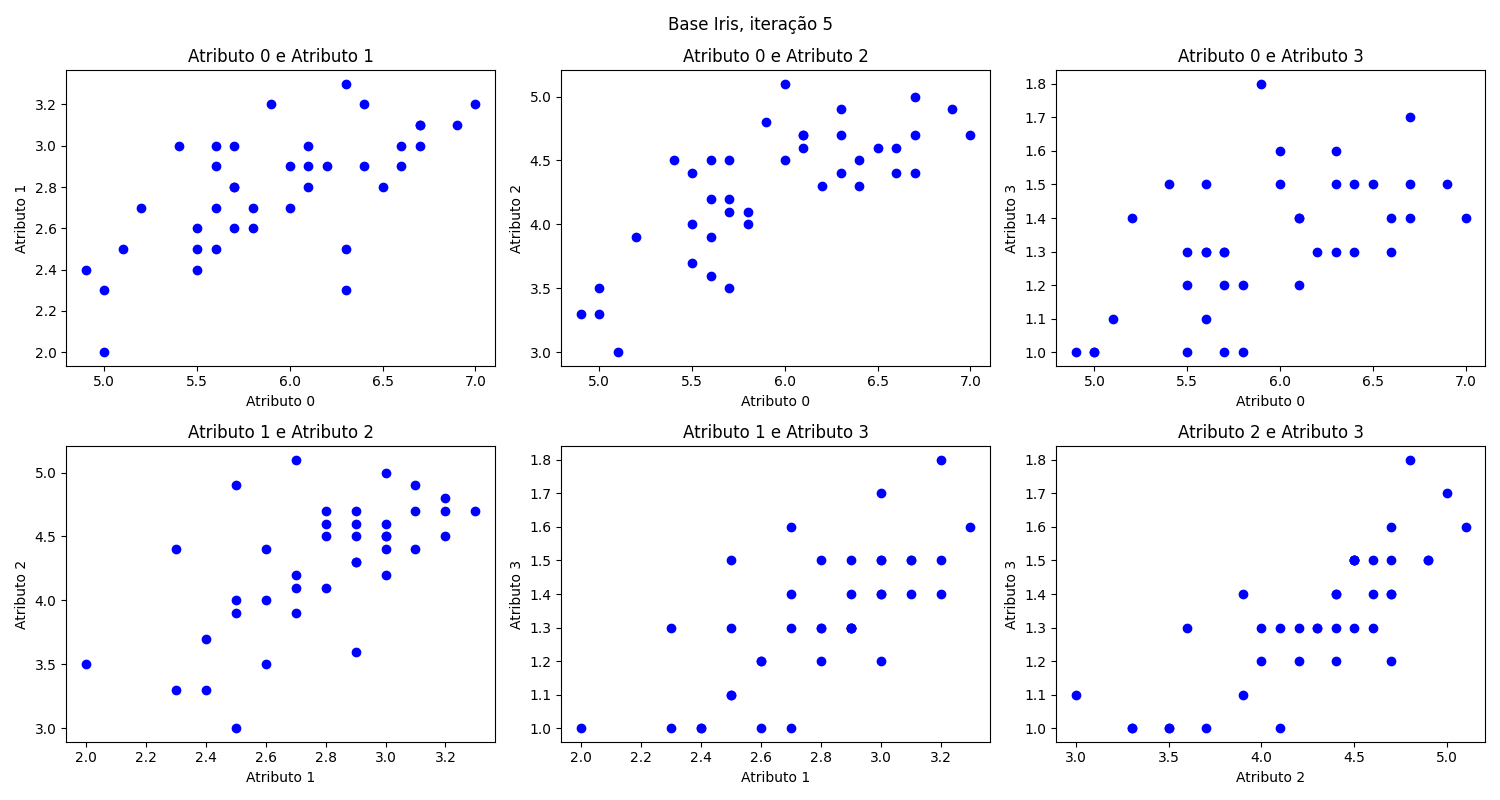 Base Iris, iteração 5
Atributo 0 e Atributo 1
3.2
3.0
2.8
2.6
2.4
2.2
2.0
Atributo 1
5.0 5.5 6.0 6.5 7.0
Atributo 0
Atributo 0 e Atributo 2
5.0
4.5
4.0
3.5
3.0
Atributo 2
5.0 5.5 6.0 6.5 7.0
Atributo 0
Atributo 0 e Atributo 3
1.8
1.7
1.6
1.5
1.4
1.3
1.2
1.1
1.0
Atributo 3
5.0 5.5 6.0 6.5 7.0
Atributo 0
Atributo 1 e Atributo 2
5.0
4.5
4.0
3.5
3.0
Atributo 2
2.0 2.2 2.4 2.6 2.8 3.0 3.2
Atributo 1
Atributo 1 e Atributo 3
1.8
1.7
1.6
1.5
1.4
1.3
1.2
1.1
1.0
Atributo 3
2.0 2.2 2.4 2.6 2.8 3.0 3.2
Atributo 1
Atributo 2 e Atributo 3
1.8
1.7
1.6
1.5
1.4
1.3
1.2
1.1
1.0
Atributo 3
3.0 3.5 4.0 4.5 5.0
Atributo 2